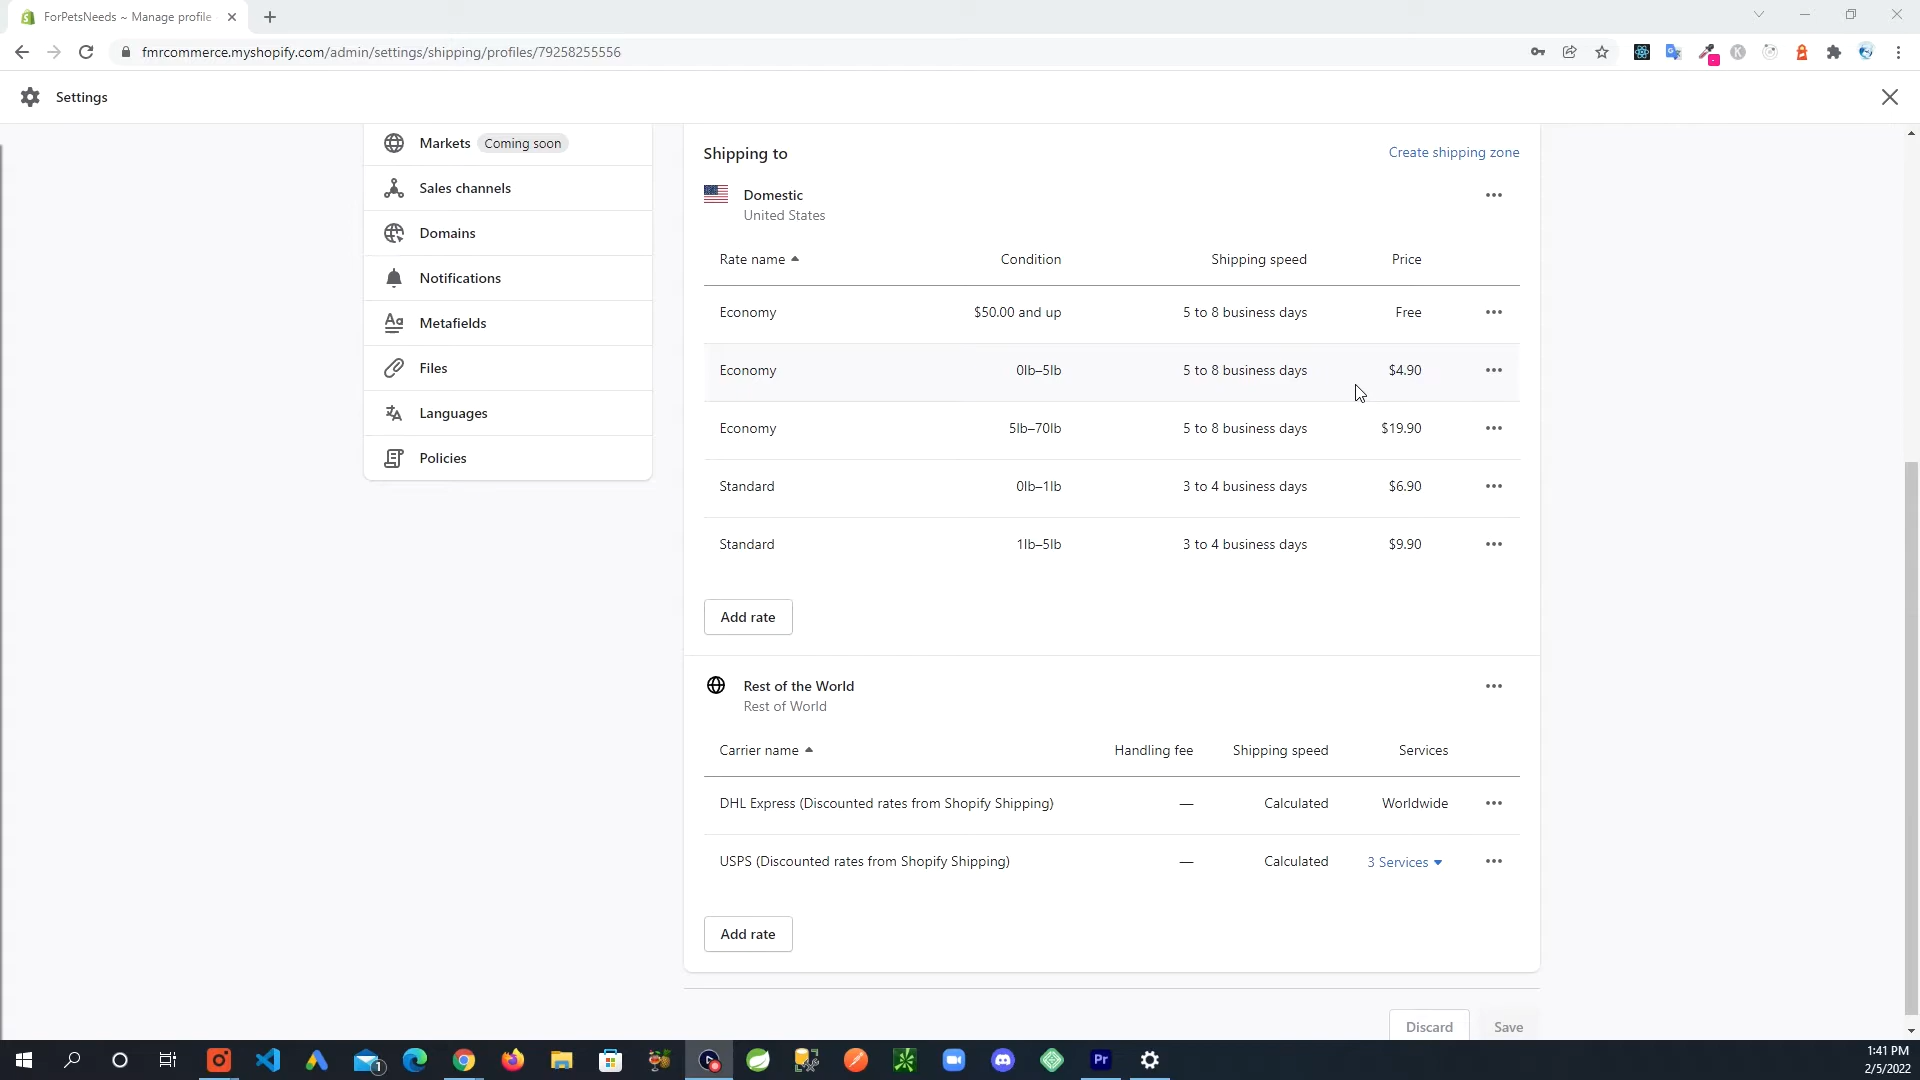 ForPetsNeeds ~ Manage profile
fmrcommerce.myshopify.com/admin/settings/shipping/profiles/79258255556
Settings
Markets Coming soon
Sales channels
Domains
Notifications
Metafields
Files
Languages
Policies
Shipping to Create shipping zone
Domestic
United States
Rate name Condition Shipping speed Price
Economy $50.00 and up 5 to 8 business days Free
Economy 0lb–5lb 5 to 8 business days $4.90
Economy 5lb–70lb 5 to 8 business days $19.90
Standard 0lb–1lb 3 to 4 business days $6.90
Standard 1lb–5lb 3 to 4 business days $9.90
Add rate
Rest of the World
Rest of World
Carrier name Handling fee Shipping speed Services
DHL Express (Discounted rates from Shopify Shipping) — Calculated Worldwide
USPS (Discounted rates from Shopify Shipping) — Calculated 3 Services
Add rate
Discard Save
1
Pr
1:41 PM
2/5/2022